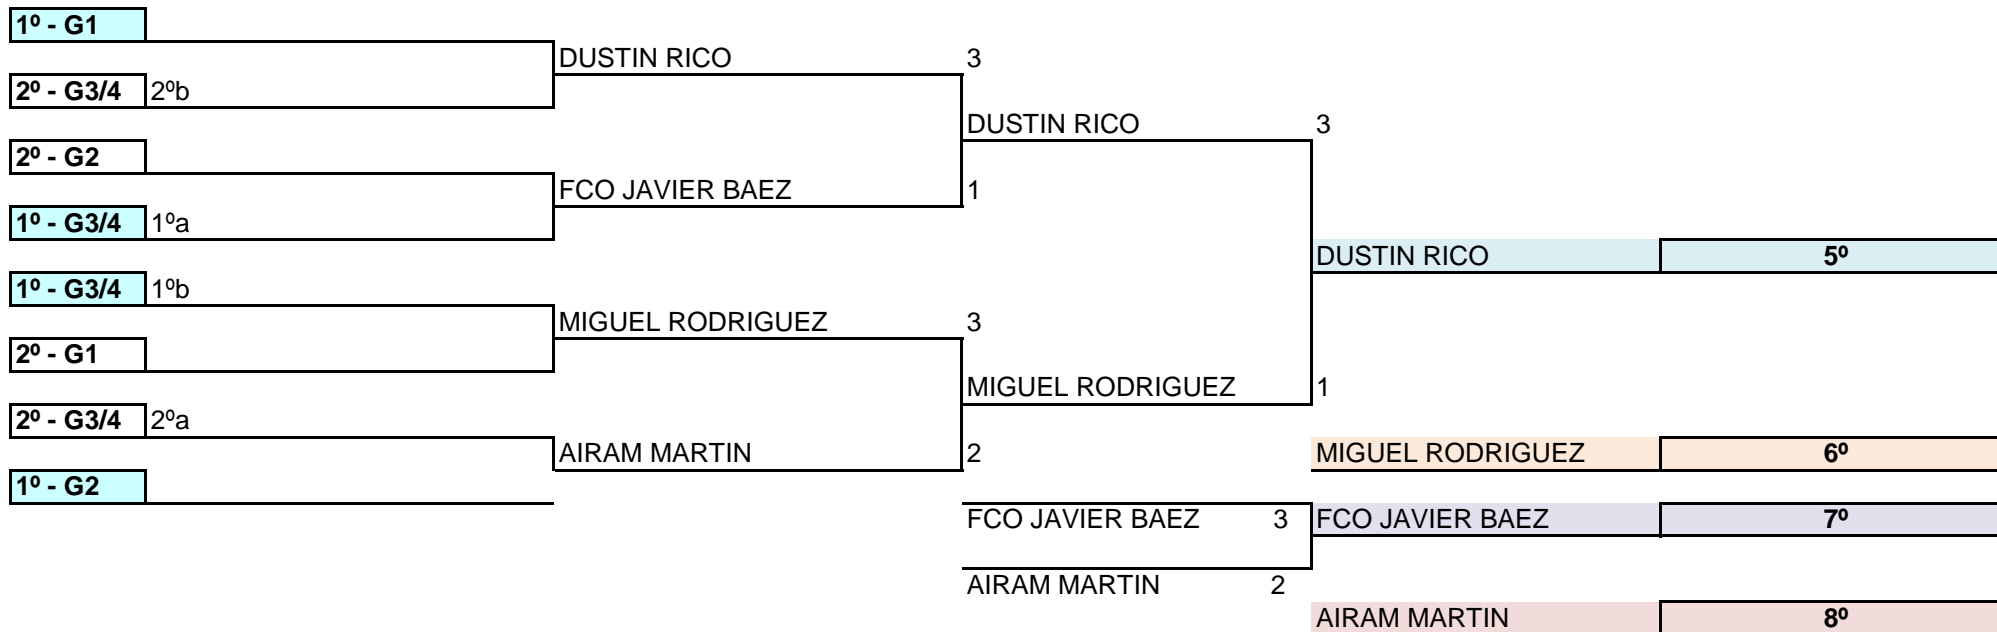 1º - G1
DUSTIN RICO 3
2º - G3/4 2ºb
DUSTIN RICO 3
2º - G2
FCO JAVIER BAEZ 1
1º - G3/4 1ºa
DUSTIN RICO 5º
1º - G3/4 1ºb
MIGUEL RODRIGUEZ 3
2º - G1
MIGUEL RODRIGUEZ 1
2º - G3/4 2ºa
AIRAM MARTIN 2 MIGUEL RODRIGUEZ 6º
1º - G2
FCO JAVIER BAEZ 3 FCO JAVIER BAEZ 7º
AIRAM MARTIN 2
AIRAM MARTIN 8º